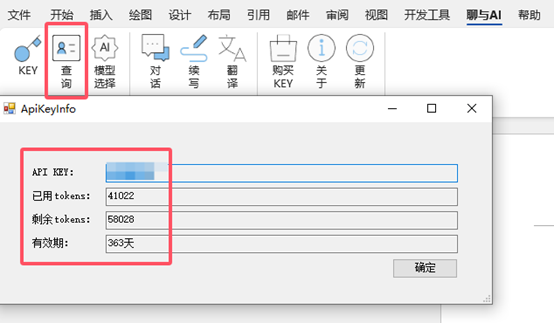 文件 开始 插入 绘图 设计 布局 引用 邮件 审阅 视图 开发工具 聊与AI 帮助
KEY 查询 模型选择 对话 续写 翻译 购买KEY 关于 更新
ApiKeyInfo
API KEY:
已用tokens: 41022
剩余tokens: 58028
有效期: 363天
确定